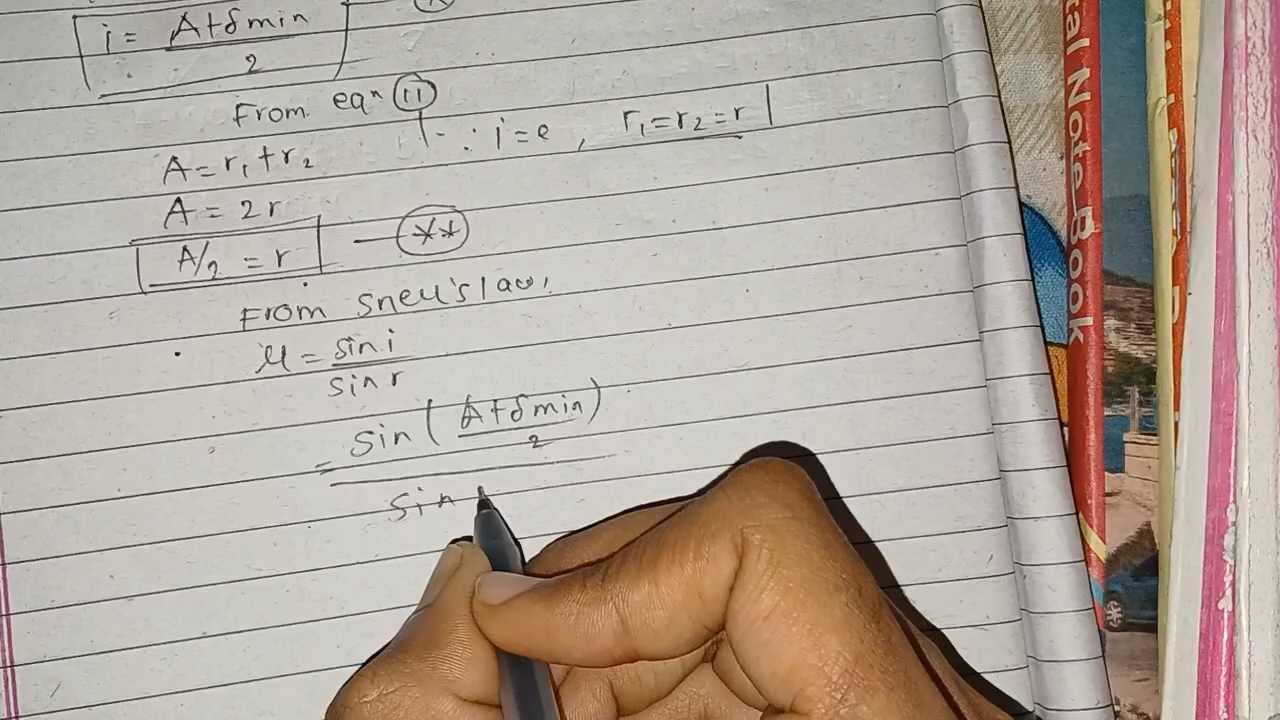 i = A+δmin/2 — (*)
From eqⁿ (11)
A = r₁+r₂ | ∵ i=e , r₁=r₂=r |
A = 2r
A/2 = r — (**)
From snell's law,
μ = sin i / sin r
= sin(A+δmin/2) / sin
tal Note Book